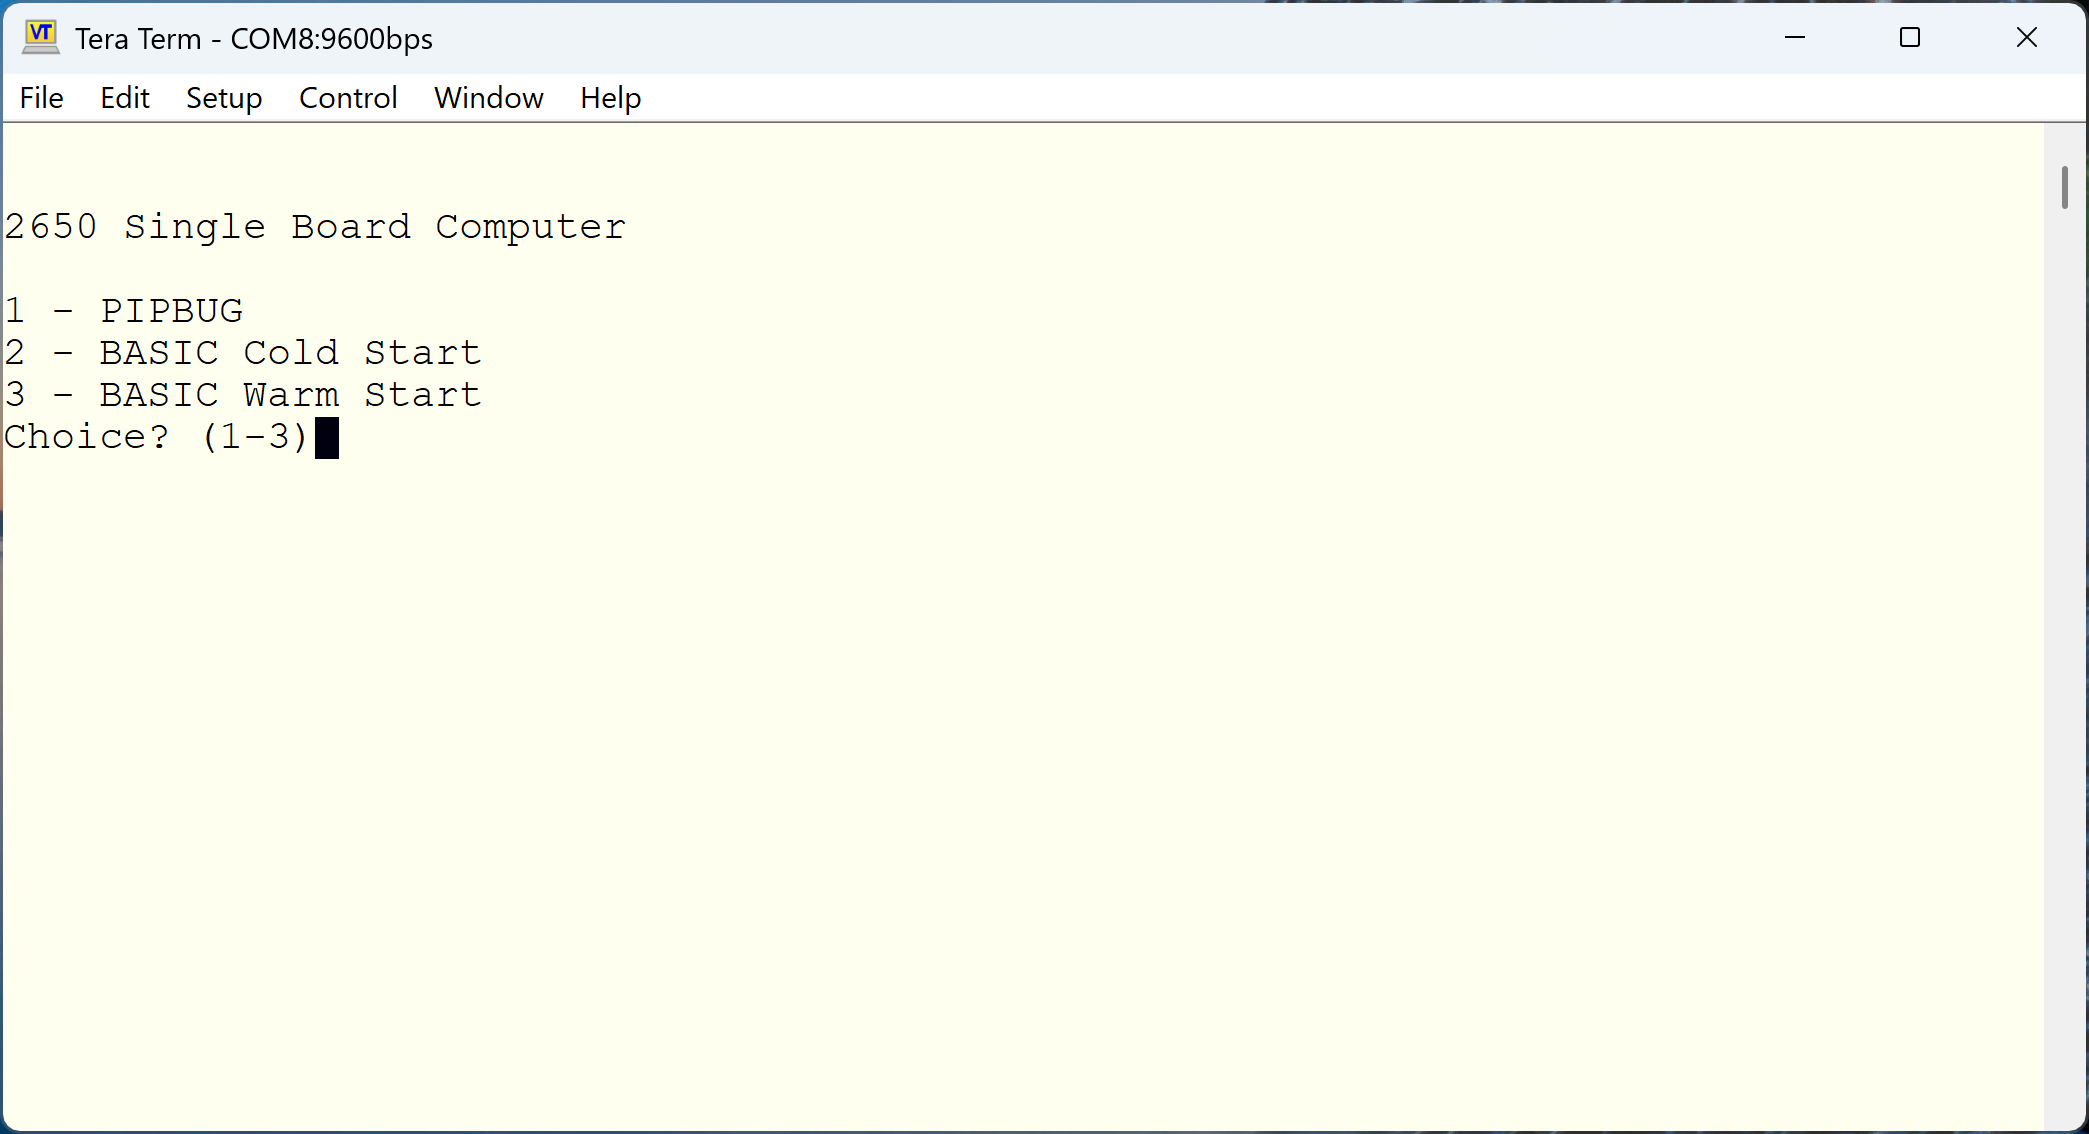 VT Tera Term - COM8:9600bps
File Edit Setup Control Window Help
2650 Single Board Computer
1 - PIPBUG
2 - BASIC Cold Start
3 - BASIC Warm Start
Choice? (1-3)